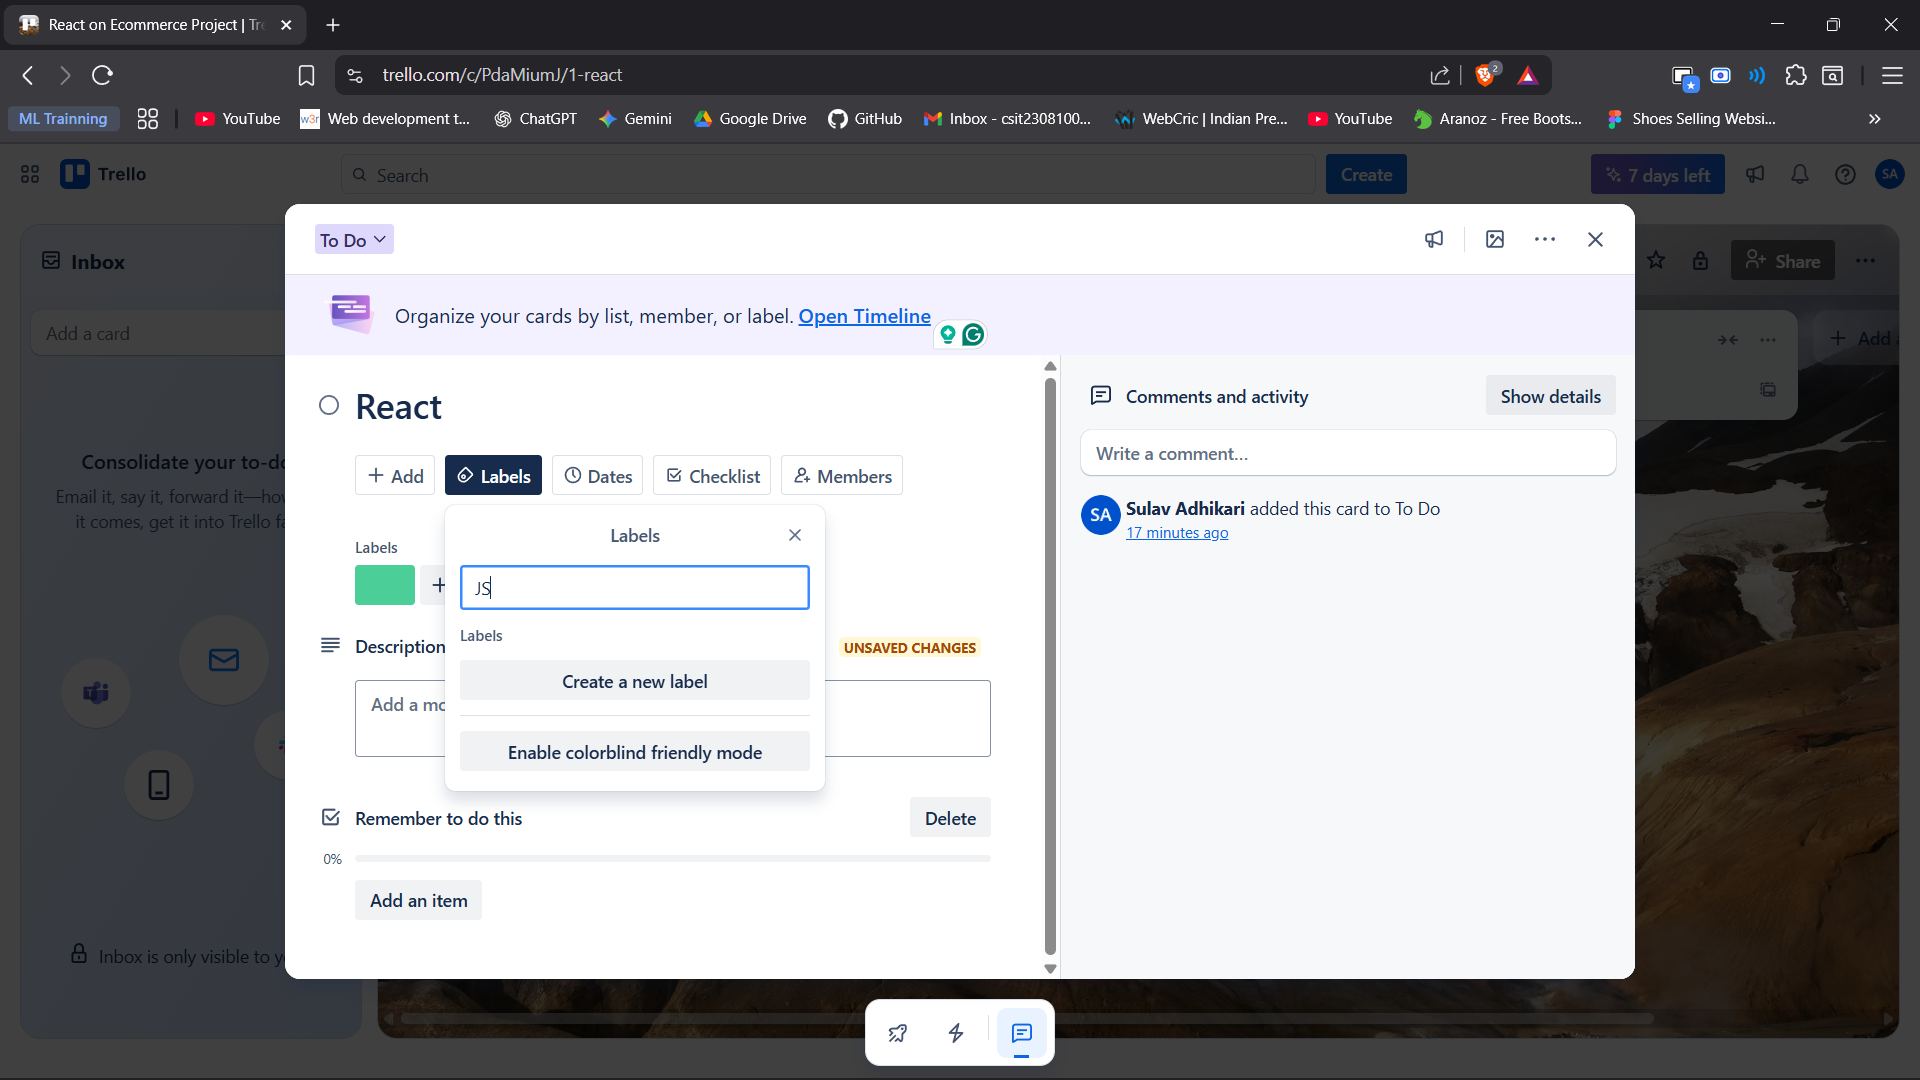 React on Ecommerce Project | Tre
trello.com/c/PdaMiumJ/1-react
2
ML Trainning
YouTube
w3r
Web development t...
ChatGPT
Gemini
Google Drive
GitHub
Inbox - csit2308100...
WebCric | Indian Pre...
YouTube
Aranoz - Free Boots...
Shoes Selling Websi...
Trello
Search
Create
7 days left
SA
Inbox
Add a card
Consolidate your to-do
Email it, say it, forward it—how
it comes, get it into Trello fa
Inbox is only visible to y
Share
Add a
To Do
Organize your cards by list, member, or label. Open Timeline
React
Add
Labels
Dates
Checklist
Members
Labels
Labels
JS
Labels
Create a new label
Enable colorblind friendly mode
Description
UNSAVED CHANGES
Add a mo
Remember to do this
Delete
0%
Add an item
Comments and activity
Show details
Write a comment...
SA
Sulav Adhikari added this card to To Do
17 minutes ago